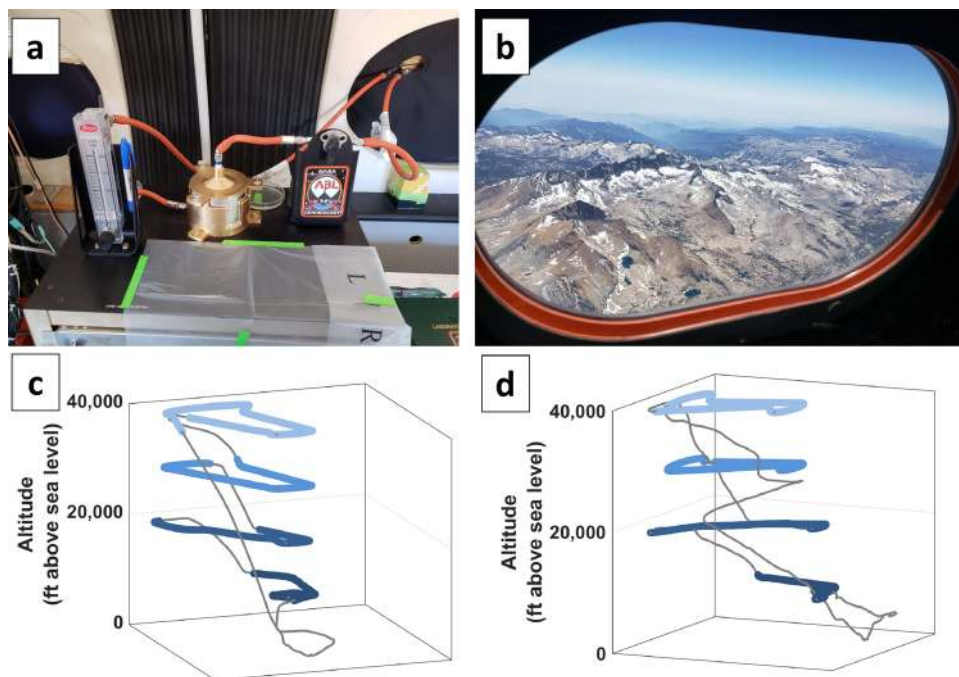 a
b
NASA
ABL
L
R
c
d
40,000
20,000
0
Altitude
(ft above sea level)
40,000
20,000
0
Altitude
(ft above sea level)